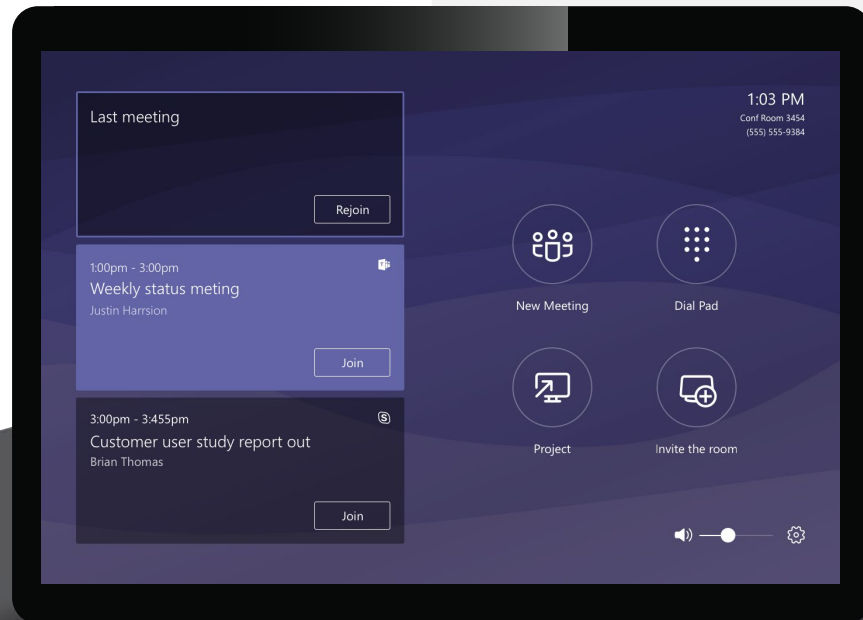 Last meeting
Rejoin
1:00pm - 3:00pm
Weekly status meting
Justin Harrsion
Join
3:00pm - 3:455pm
Customer user study report out
Brian Thomas
Join
1:03 PM
Conf Room 3454
(555) 555-9384
New Meeting
Dial Pad
Project
Invite the room